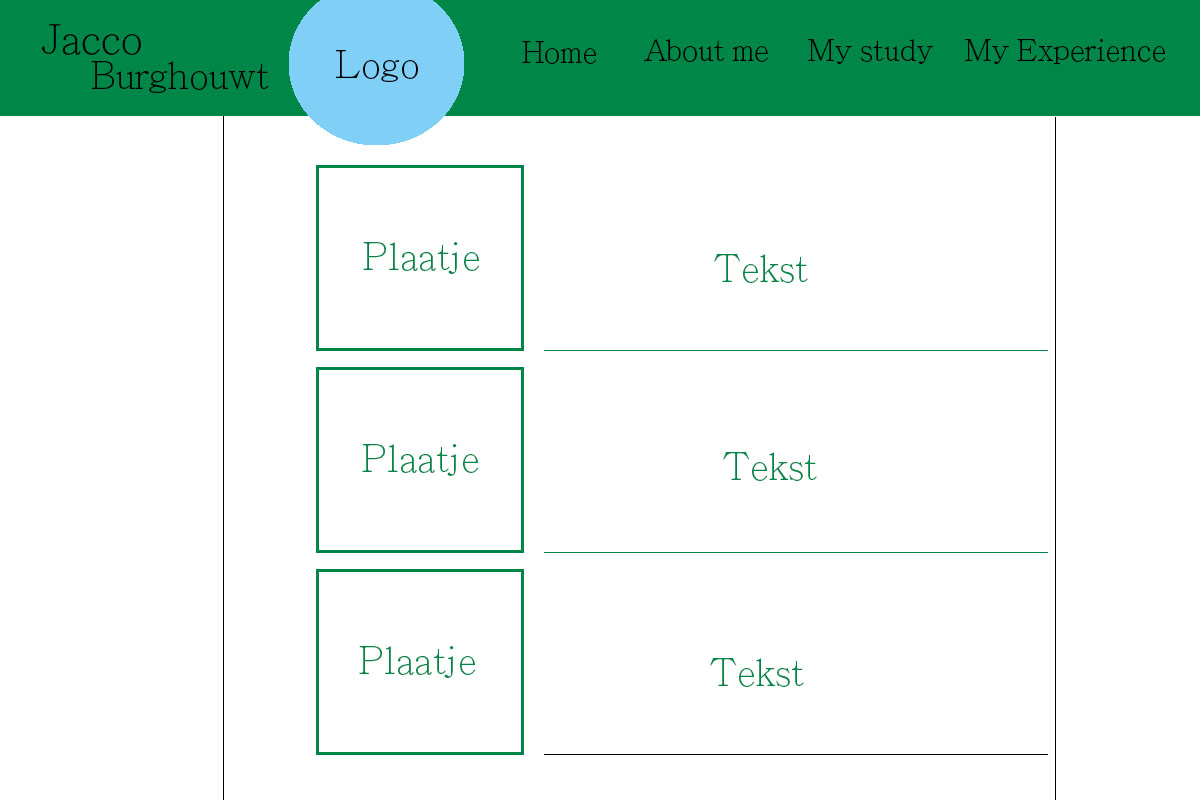 Jacco
Burghouwt
Logo
Home
About me
My study
My Experience
Plaatje
Tekst
Plaatje
Tekst
Plaatje
Tekst